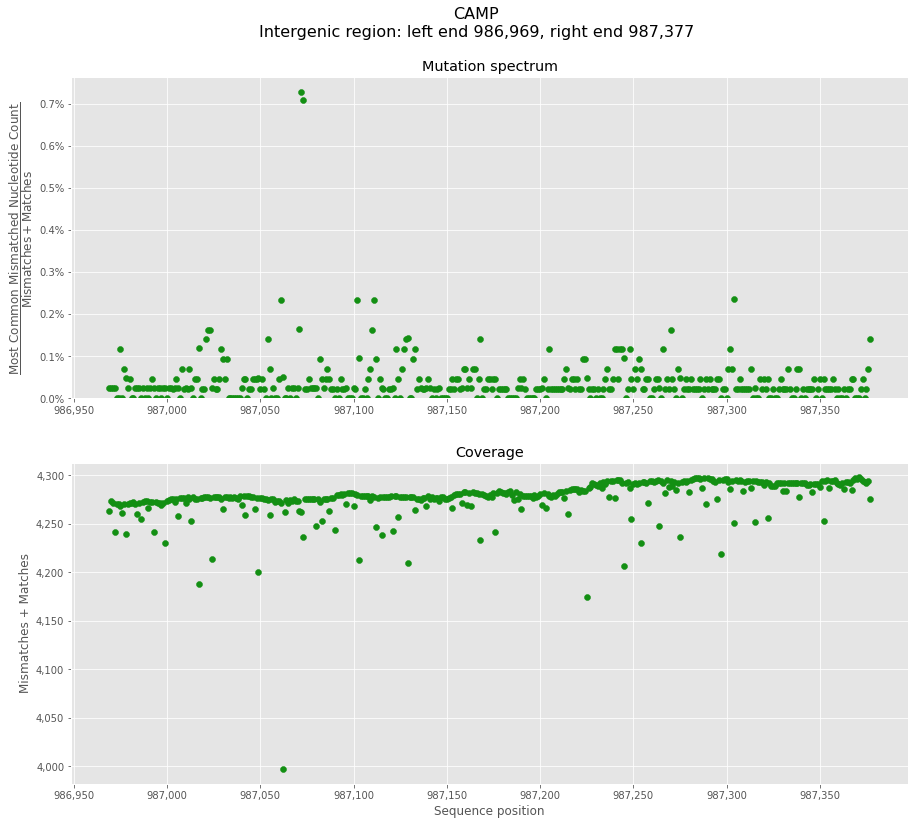 CAMP
Intergenic region: left end 986,969, right end 987,377
Mutation spectrum
Most Common Mismatched Nucleotide Count
Mismatches + Matches
0.7%
0.6%
0.5%
0.4%
0.3%
0.2%
0.1%
0.0%
986,950 987,000 987,050 987,100 987,150 987,200 987,250 987,300 987,350
Coverage
Mismatches + Matches
4,300
4,250
4,200
4,150
4,100
4,050
4,000
986,950 987,000 987,050 987,100 987,150 987,200 987,250 987,300 987,350
Sequence position